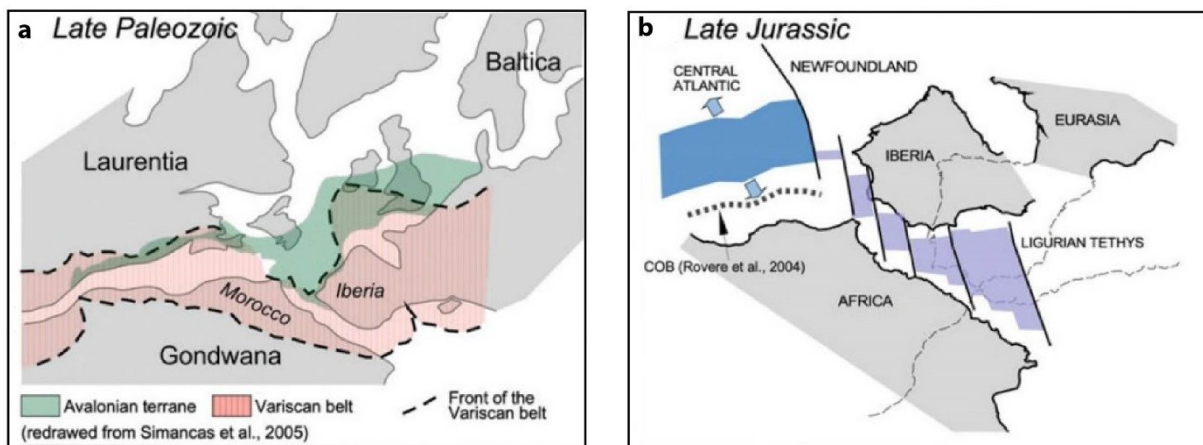 a Late Paleozoic
Baltica
Laurentia
Iberia
Morocco
Gondwana
Avalonian terrane
Variscan belt
Front of the
Variscan belt
(redrawed from Simancas et al., 2005)
b Late Jurassic
NEWFOUNDLAND
CENTRAL
ATLANTIC
EURASIA
IBERIA
LIGURIAN TETHYS
COB (Rovere et al., 2004)
AFRICA